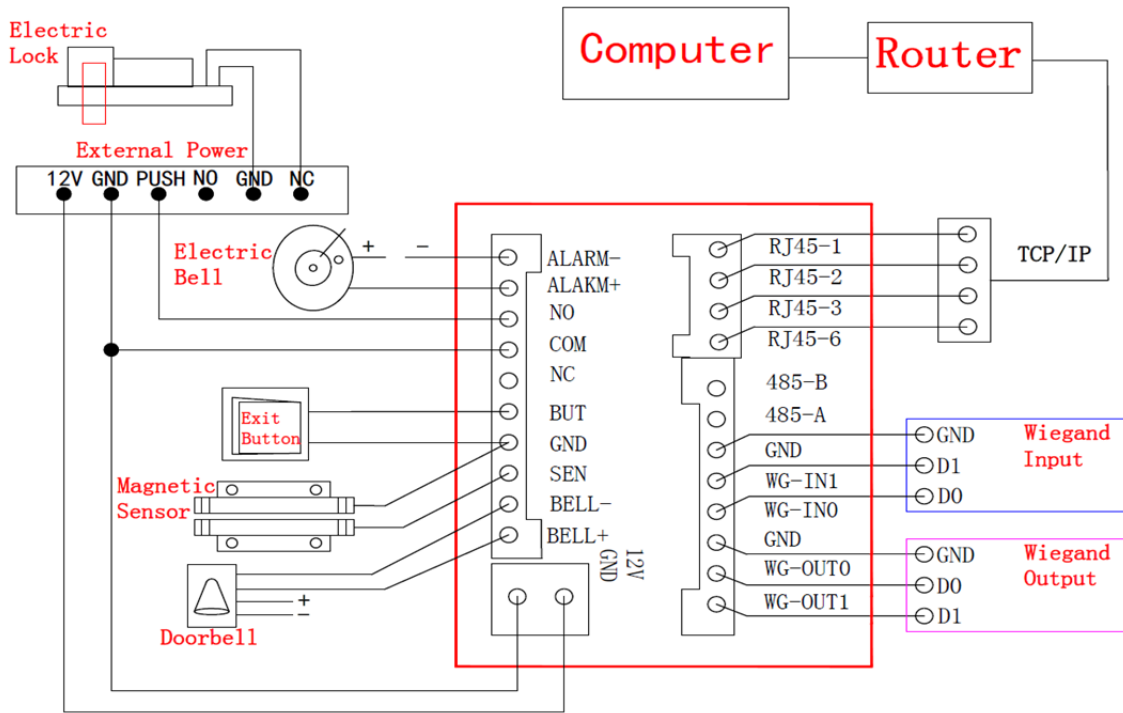 Electric
Lock
Computer
Router
External Power
12V GND PUSH NO GND NC
Electric
Bell
+ -
ALARM-
ALAKM+
NO
COM
NC
BUT
GND
SEN
BELL-
BELL+
GND
12V
RJ45-1
RJ45-2
RJ45-3
RJ45-6
TCP/IP
485-B
485-A
GND
WG-IN1
WG-IN0
GND
WG-OUT0
WG-OUT1
GND
D1
D0
Wiegand
Input
GND
D0
D1
Wiegand
Output
Exit
Button
Magnetic
Sensor
+
-
Doorbell